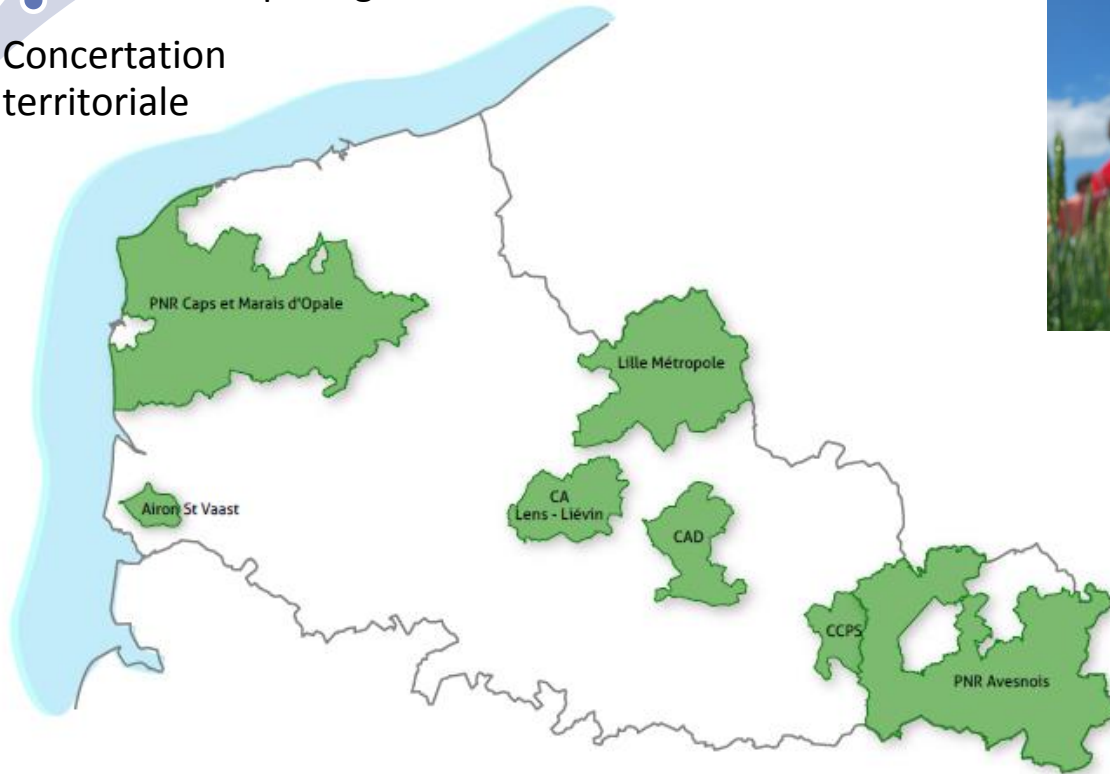 Concertation
territoriale
PNR Caps et Marais d'Opale
Lille Métropole
CA
Lens - Liévin
Airon St Vaast
CAD
CCPS
PNR Avesnois